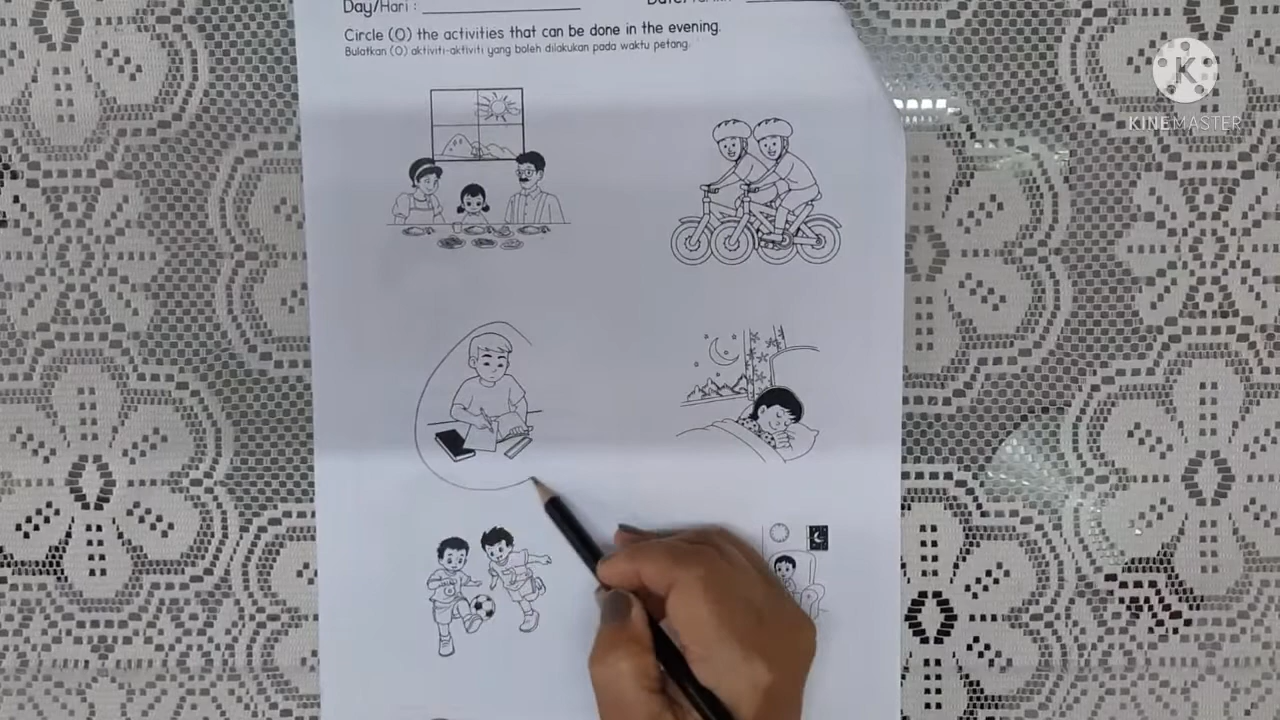 Day/Hari :
Circle (O) the activities that can be done in the evening.
Bulatkan (O) aktiviti-aktiviti yang boleh dilakukan pada waktu petang.
K
KINEMASTER